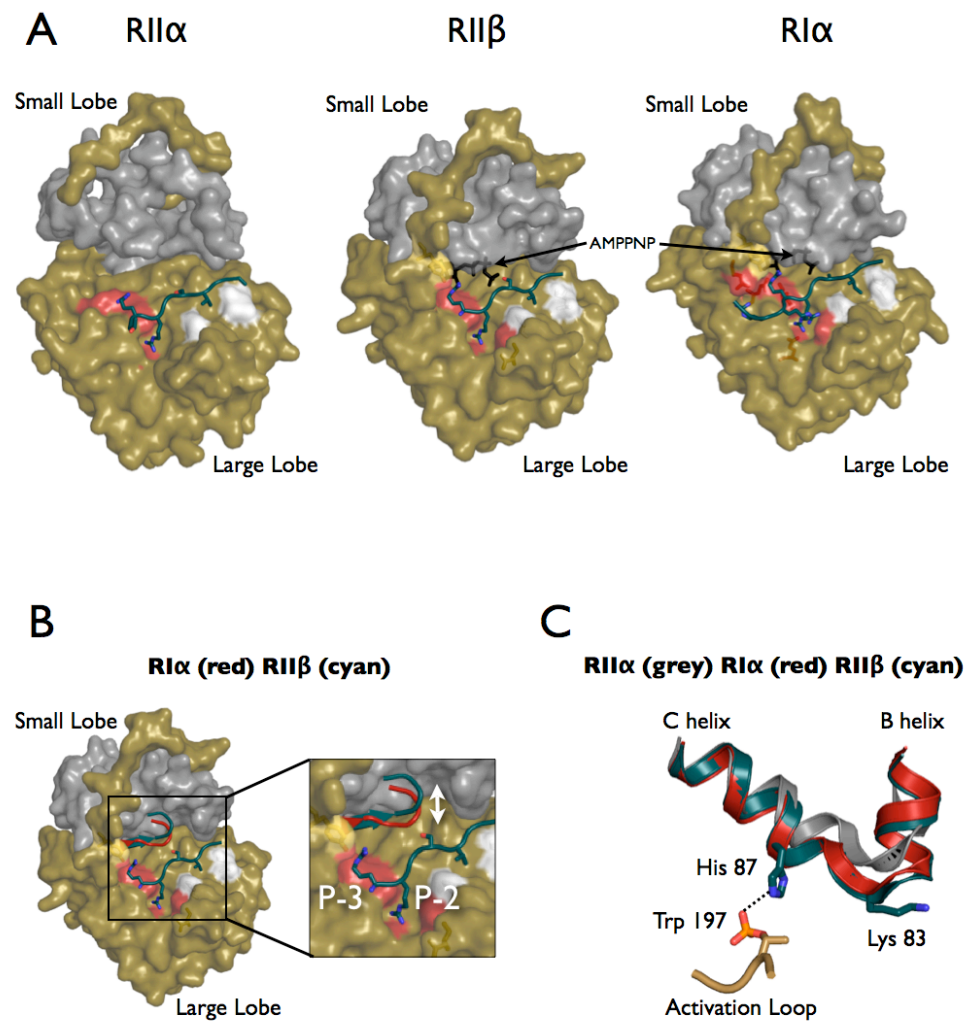 A
RIIα
RIIβ
RIα
Small Lobe
Small Lobe
Small Lobe
AMPPNP
Large Lobe
Large Lobe
Large Lobe
B
C
RIα (red) RIIβ (cyan)
RIIα (grey) RIα (red) RIIβ (cyan)
Small Lobe
C helix
B helix
P-3
P-2
His 87
Trp 197
Lys 83
Large Lobe
Activation Loop